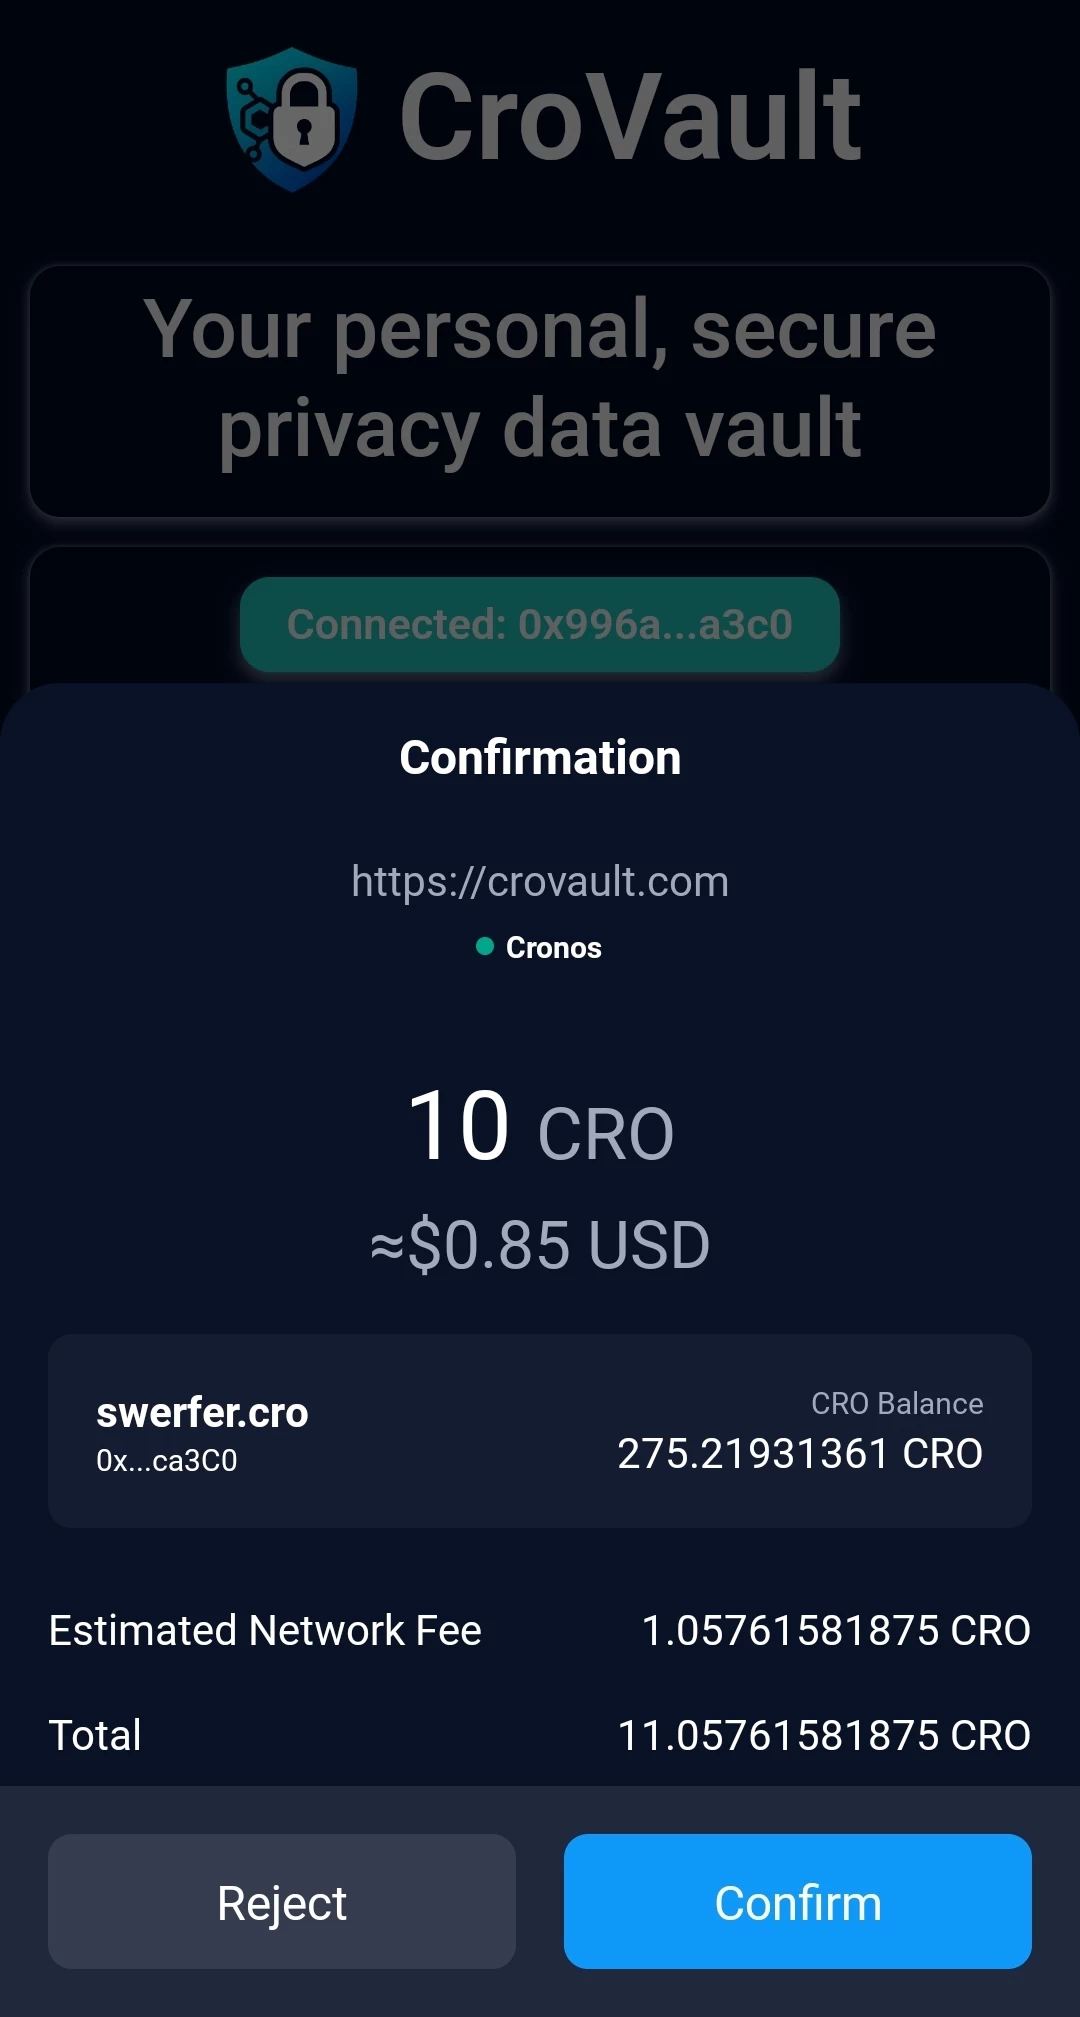 CroVault
Your personal, secure
privacy data vault
Connected: 0x996a...a3c0
Confirmation
https://crovault.com
Cronos
10 CRO
≈$0.85 USD
swerfer.cro
0x...ca3C0
CRO Balance
275.21931361 CRO
Estimated Network Fee 1.05761581875 CRO
Total 11.05761581875 CRO
Reject Confirm